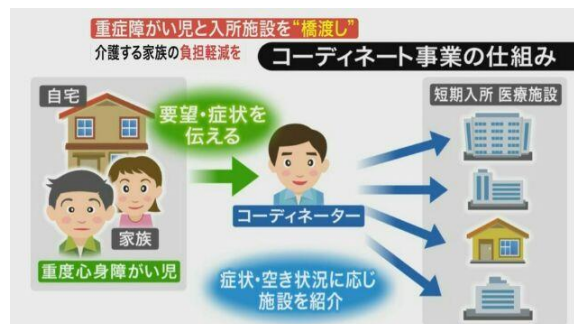 重症障がい児と入所施設を“橋渡し”
介護する家族の負担軽減を
コーディネート事業の仕組み
自宅
要望・症状を
伝える
家族
重度心身障がい児
コーディネーター
症状・空き状況に応じ
施設を紹介
短期入所 医療施設